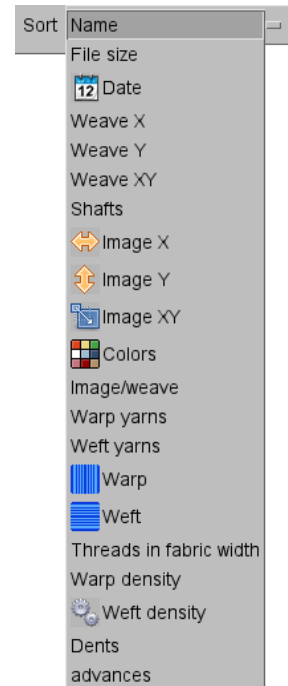 Sort Name
File size
12 Date
Weave X
Weave Y
Weave XY
Shafts
Image X
Image Y
Image XY
Colors
Image/weave
Warp yarns
Weft yarns
Warp
Weft
Threads in fabric width
Warp density
Weft density
Dents
advances